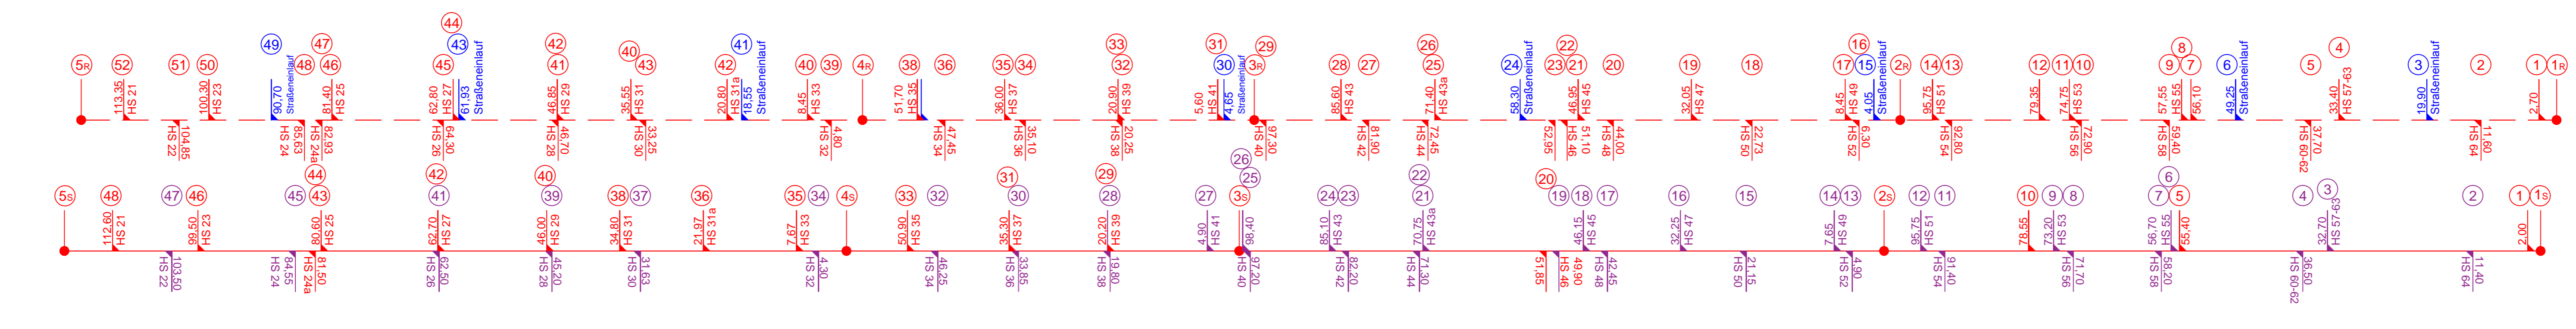 44
49 47 43 42 41 33 31 29 26 22 16 8 4
40
5R 52 51 50 48 46 45 41 43 42 40 39 4R 38 36 35 34 32 30 3R 28 27 25 24 23 21 20 19 18 17 15 2R 14 13 12 11 10 9 7 6 5 3 2 1 1R
113,35 HS 21
100,36 HS 23
90,70 Straßeneinlauf
81,40 HS 25
62,80 HS 27
61,93 Straßeneinlauf
46,85 HS 29
35,55 HS 31
20,80 HS 31a
18,55 Straßeneinlauf
8,45 HS 33
51,70 HS 35
36,00 HS 37
20,90 HS 39
5,60 HS 41
4,65 Straßeneinlauf
85,60 HS 43
71,40 HS 43a
58,30 Straßeneinlauf
46,95 HS 45
32,05 HS 47
8,45 HS 49
4,05 Straßeneinlauf
95,75 HS 51
79,35
74,75 HS 53
57,55 HS 55
56,10
49,25 Straßeneinlauf
33,40 HS 57-63
19,90 Straßeneinlauf
2,70
HS 22 104,85
HS 24 85,63
HS 24a 82,93
HS 26 64,30
HS 28 46,70
HS 30 33,25
HS 32 4,80
HS 34 47,45
HS 36 35,10
HS 38 20,25
HS 40 97,30
HS 42 81,90
HS 44 72,45
52,95
HS 46 51,10
HS 48 44,00
HS 50 22,73
HS 52 6,30
HS 54 92,80
HS 56 72,90
HS 58 59,40
HS 60-62 37,70
HS 64 11,60
44 42 40 31 29 26 22 20 6 3
25
5S 48 47 46 45 43 41 39 38 37 36 35 34 4S 33 32 30 28 27 3S 24 23 21 19 18 17 16 15 14 13 2S 12 11 10 9 8 7 5 4 2 1 1S
112,60 HS 21
99,50 HS 23
80,60 HS 25
62,70 HS 27
46,00 HS 29
34,80 HS 31
21,97 HS 31a
7,67 HS 33
50,90 HS 35
35,30 HS 37
20,20 HS 39
4,90 HS 41
98,40
85,10 HS 43
70,75 HS 43a
46,15 HS 45
32,25 HS 47
7,65 HS 49
95,75 HS 51
78,55
73,20 HS 53
56,70 HS 55
55,40
32,70 HS 57-63
2,00
HS 22 103,50
HS 24 84,55
HS 24a 81,50
HS 26 62,50
HS 28 45,20
HS 30 31,63
HS 32 4,30
HS 34 46,25
HS 36 33,85
HS 38 19,80
HS 40 97,20
HS 42 82,20
HS 44 71,30
51,85
HS 46 49,90
HS 48 42,45
HS 50 21,15
HS 52 4,90
HS 54 91,40
HS 56 71,70
HS 58 58,20
HS 60-62 36,50
HS 64 11,40